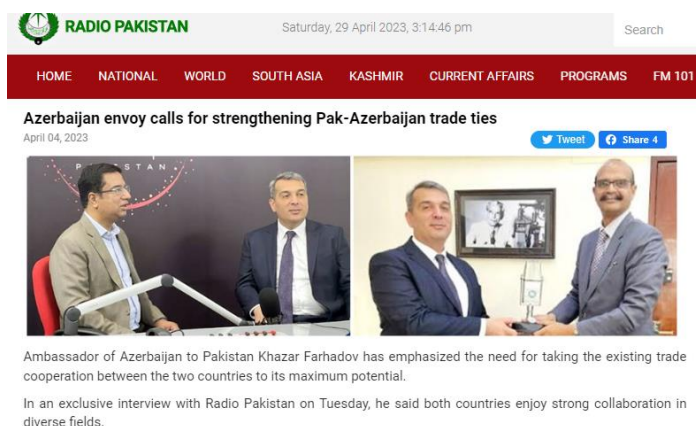 RADIO PAKISTAN
Saturday, 29 April 2023, 3:14:46 pm
Search
HOME NATIONAL WORLD SOUTH ASIA KASHMIR CURRENT AFFAIRS PROGRAMS FM 101
Azerbaijan envoy calls for strengthening Pak-Azerbaijan trade ties
April 04, 2023
Tweet Share 4
PAKISTAN
Ambassador of Azerbaijan to Pakistan Khazar Farhadov has emphasized the need for taking the existing trade
cooperation between the two countries to its maximum potential.
In an exclusive interview with Radio Pakistan on Tuesday, he said both countries enjoy strong collaboration in
diverse fields.